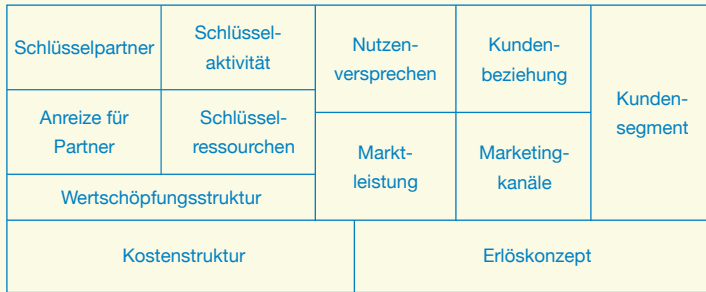 Schlüsselpartner
Schlüssel-
aktivität
Nutzen-
versprechen
Kunden-
beziehung
Kunden-
segment
Anreize für
Partner
Schlüssel-
ressourchen
Markt-
leistung
Marketing-
kanäle
Wertschöpfungsstruktur
Kostenstruktur
Erlöskonzept